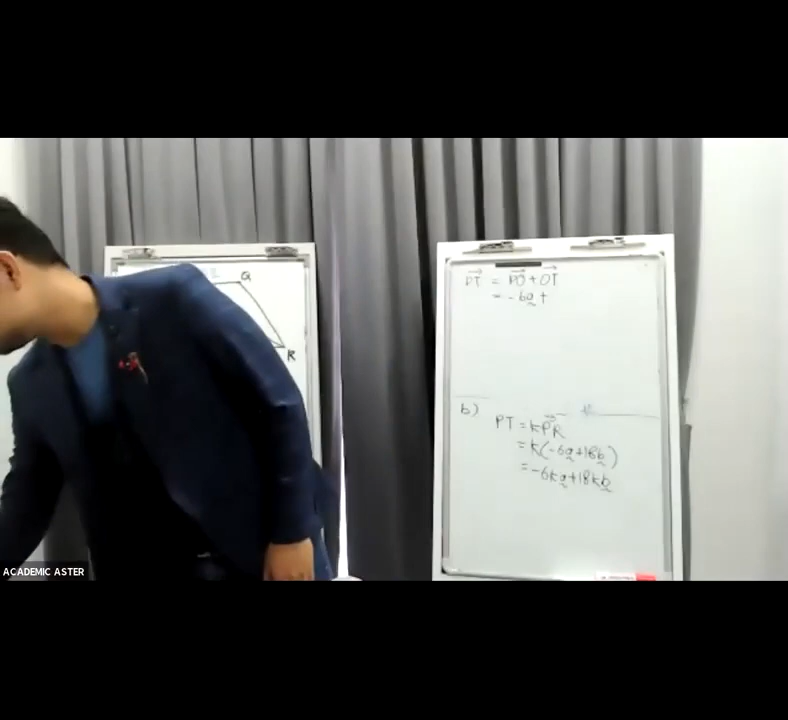 Q
R
PT = PO + OT
= -6a +
b)
PT = kPR
= k(-6a+18b)
= -6ka+18kb
ACADEMIC ASTER